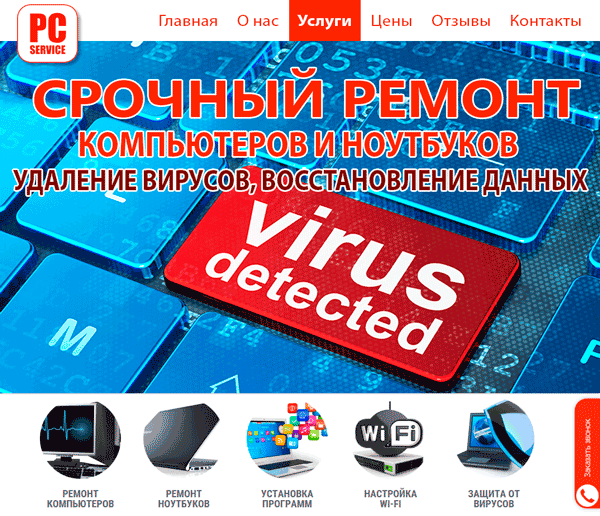 PC
SERVICE
Главная О нас Услуги Цены Отзывы Контакты
СРОЧНЫЙ РЕМОНТ
КОМПЬЮТЕРОВ И НОУТБУКОВ
УДАЛЕНИЕ ВИРУСОВ, ВОССТАНОВЛЕНИЕ ДАННЫХ
virus
detected
M
Wi Fi
Заказать звонок
РЕМОНТ
КОМПЬЮТЕРОВ
РЕМОНТ
НОУТБУКОВ
УСТАНОВКА
ПРОГРАММ
НАСТРОЙКА
WI-FI
ЗАЩИТА ОТ
ВИРУСОВ